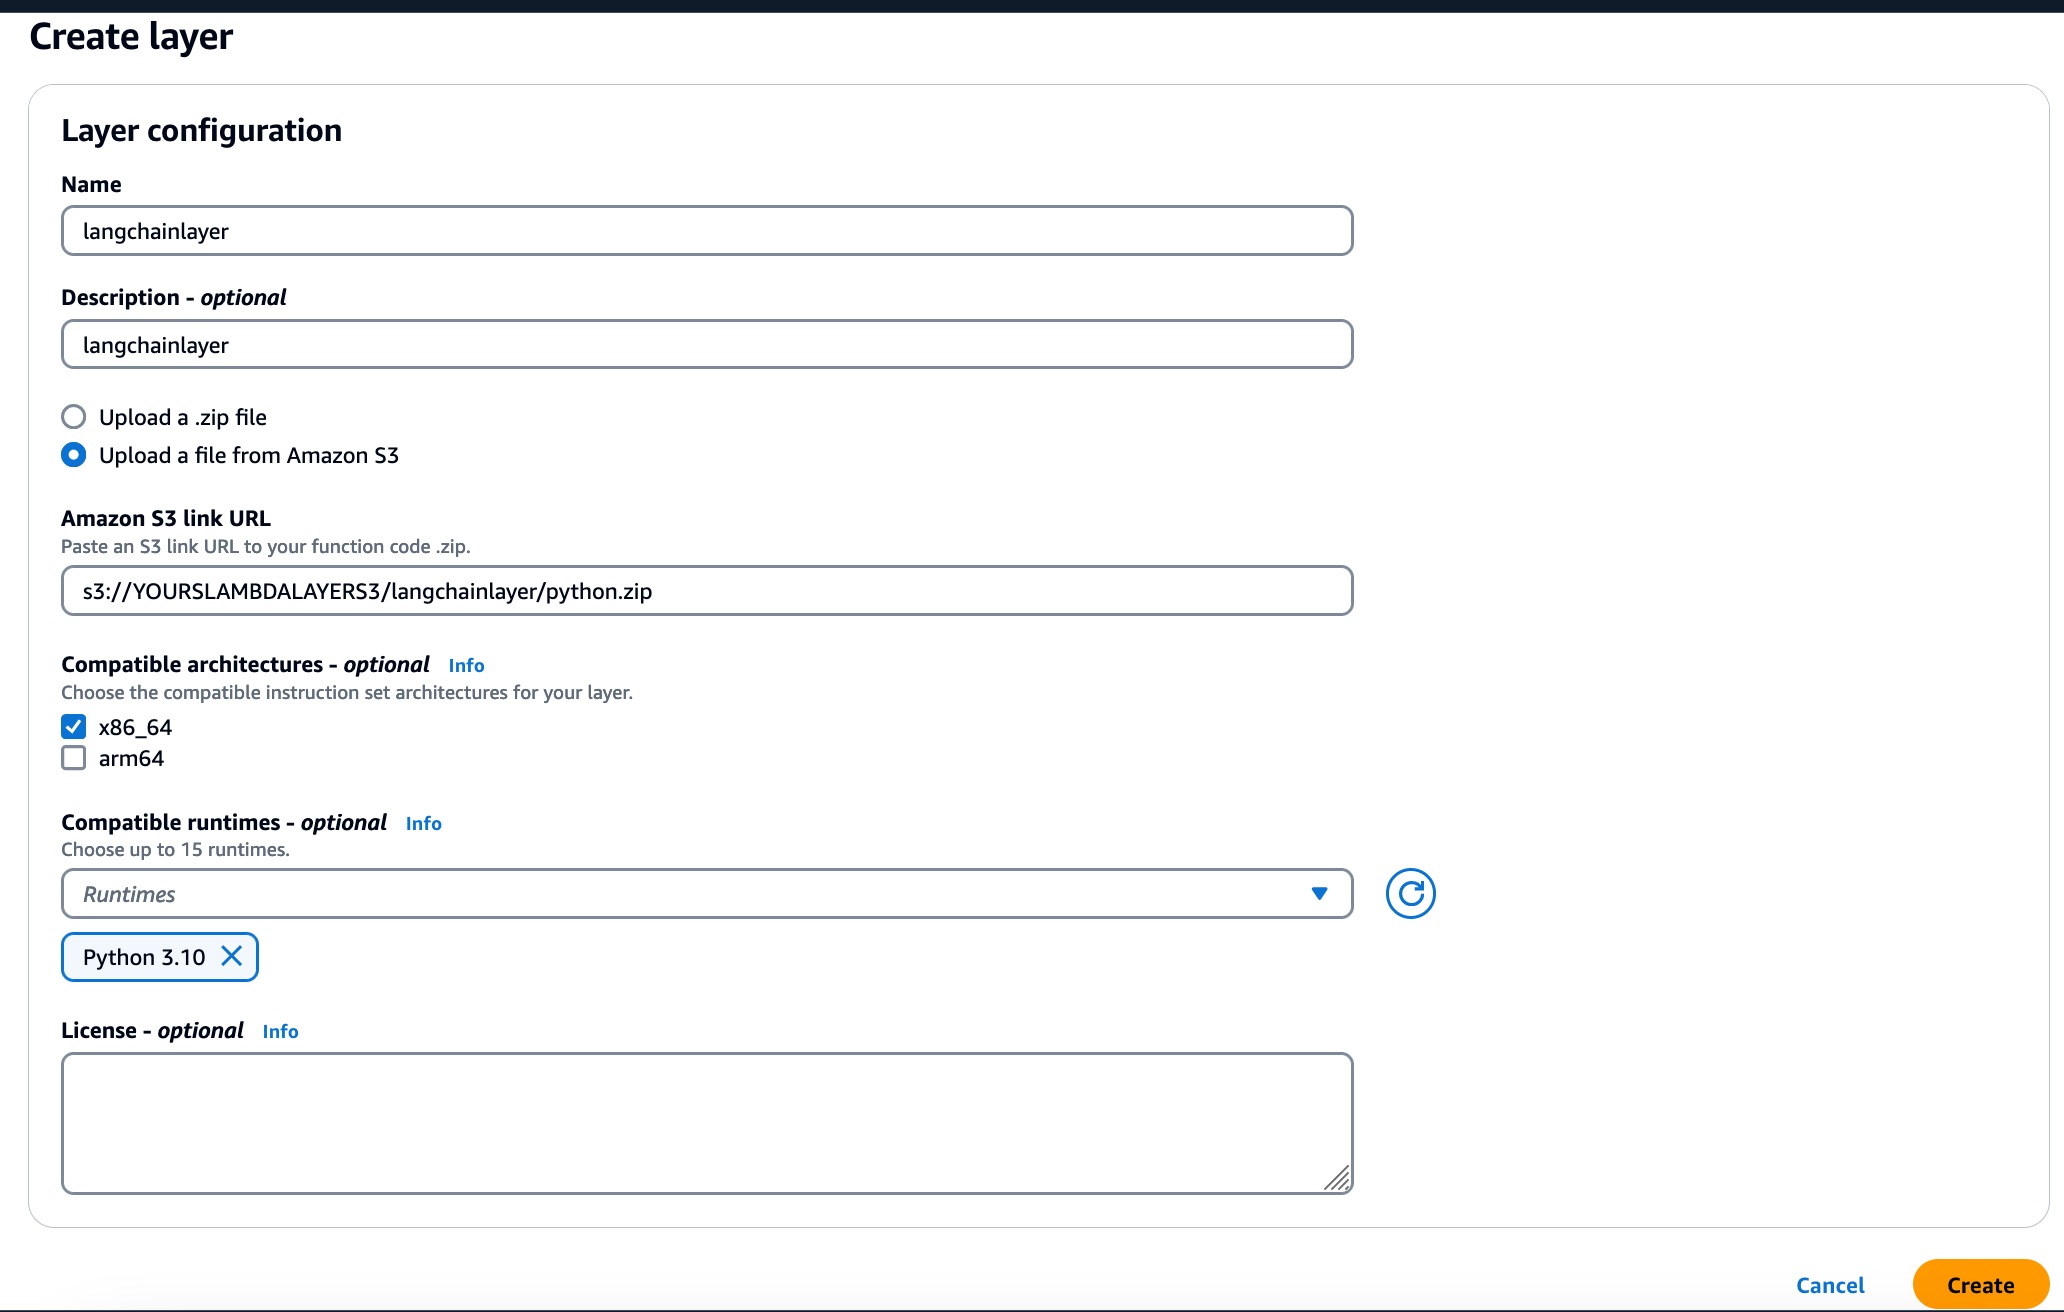 Create layer
Layer configuration
Name
langchainlayer
Description - optional
langchainlayer
Upload a .zip file
Upload a file from Amazon S3
Amazon S3 link URL
Paste an S3 link URL to your function code .zip.
s3://YOURSLAMBDALAYERS3/langchainlayer/python.zip
Compatible architectures - optional Info
Choose the compatible instruction set architectures for your layer.
x86_64
arm64
Compatible runtimes - optional Info
Choose up to 15 runtimes.
Runtimes
Python 3.10
License - optional Info
Cancel Create